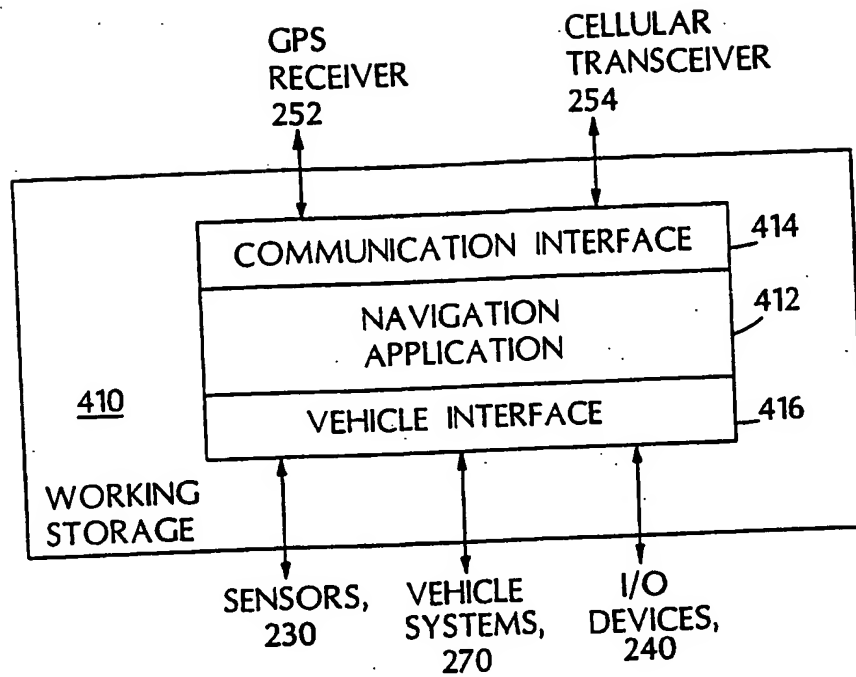 GPS
RECEIVER
252
CELLULAR
TRANSCEIVER
254
COMMUNICATION INTERFACE
414
NAVIGATION
APPLICATION
412
410
VEHICLE INTERFACE
416
WORKING
STORAGE
SENSORS,
230
VEHICLE
SYSTEMS,
270
I/O
DEVICES,
240